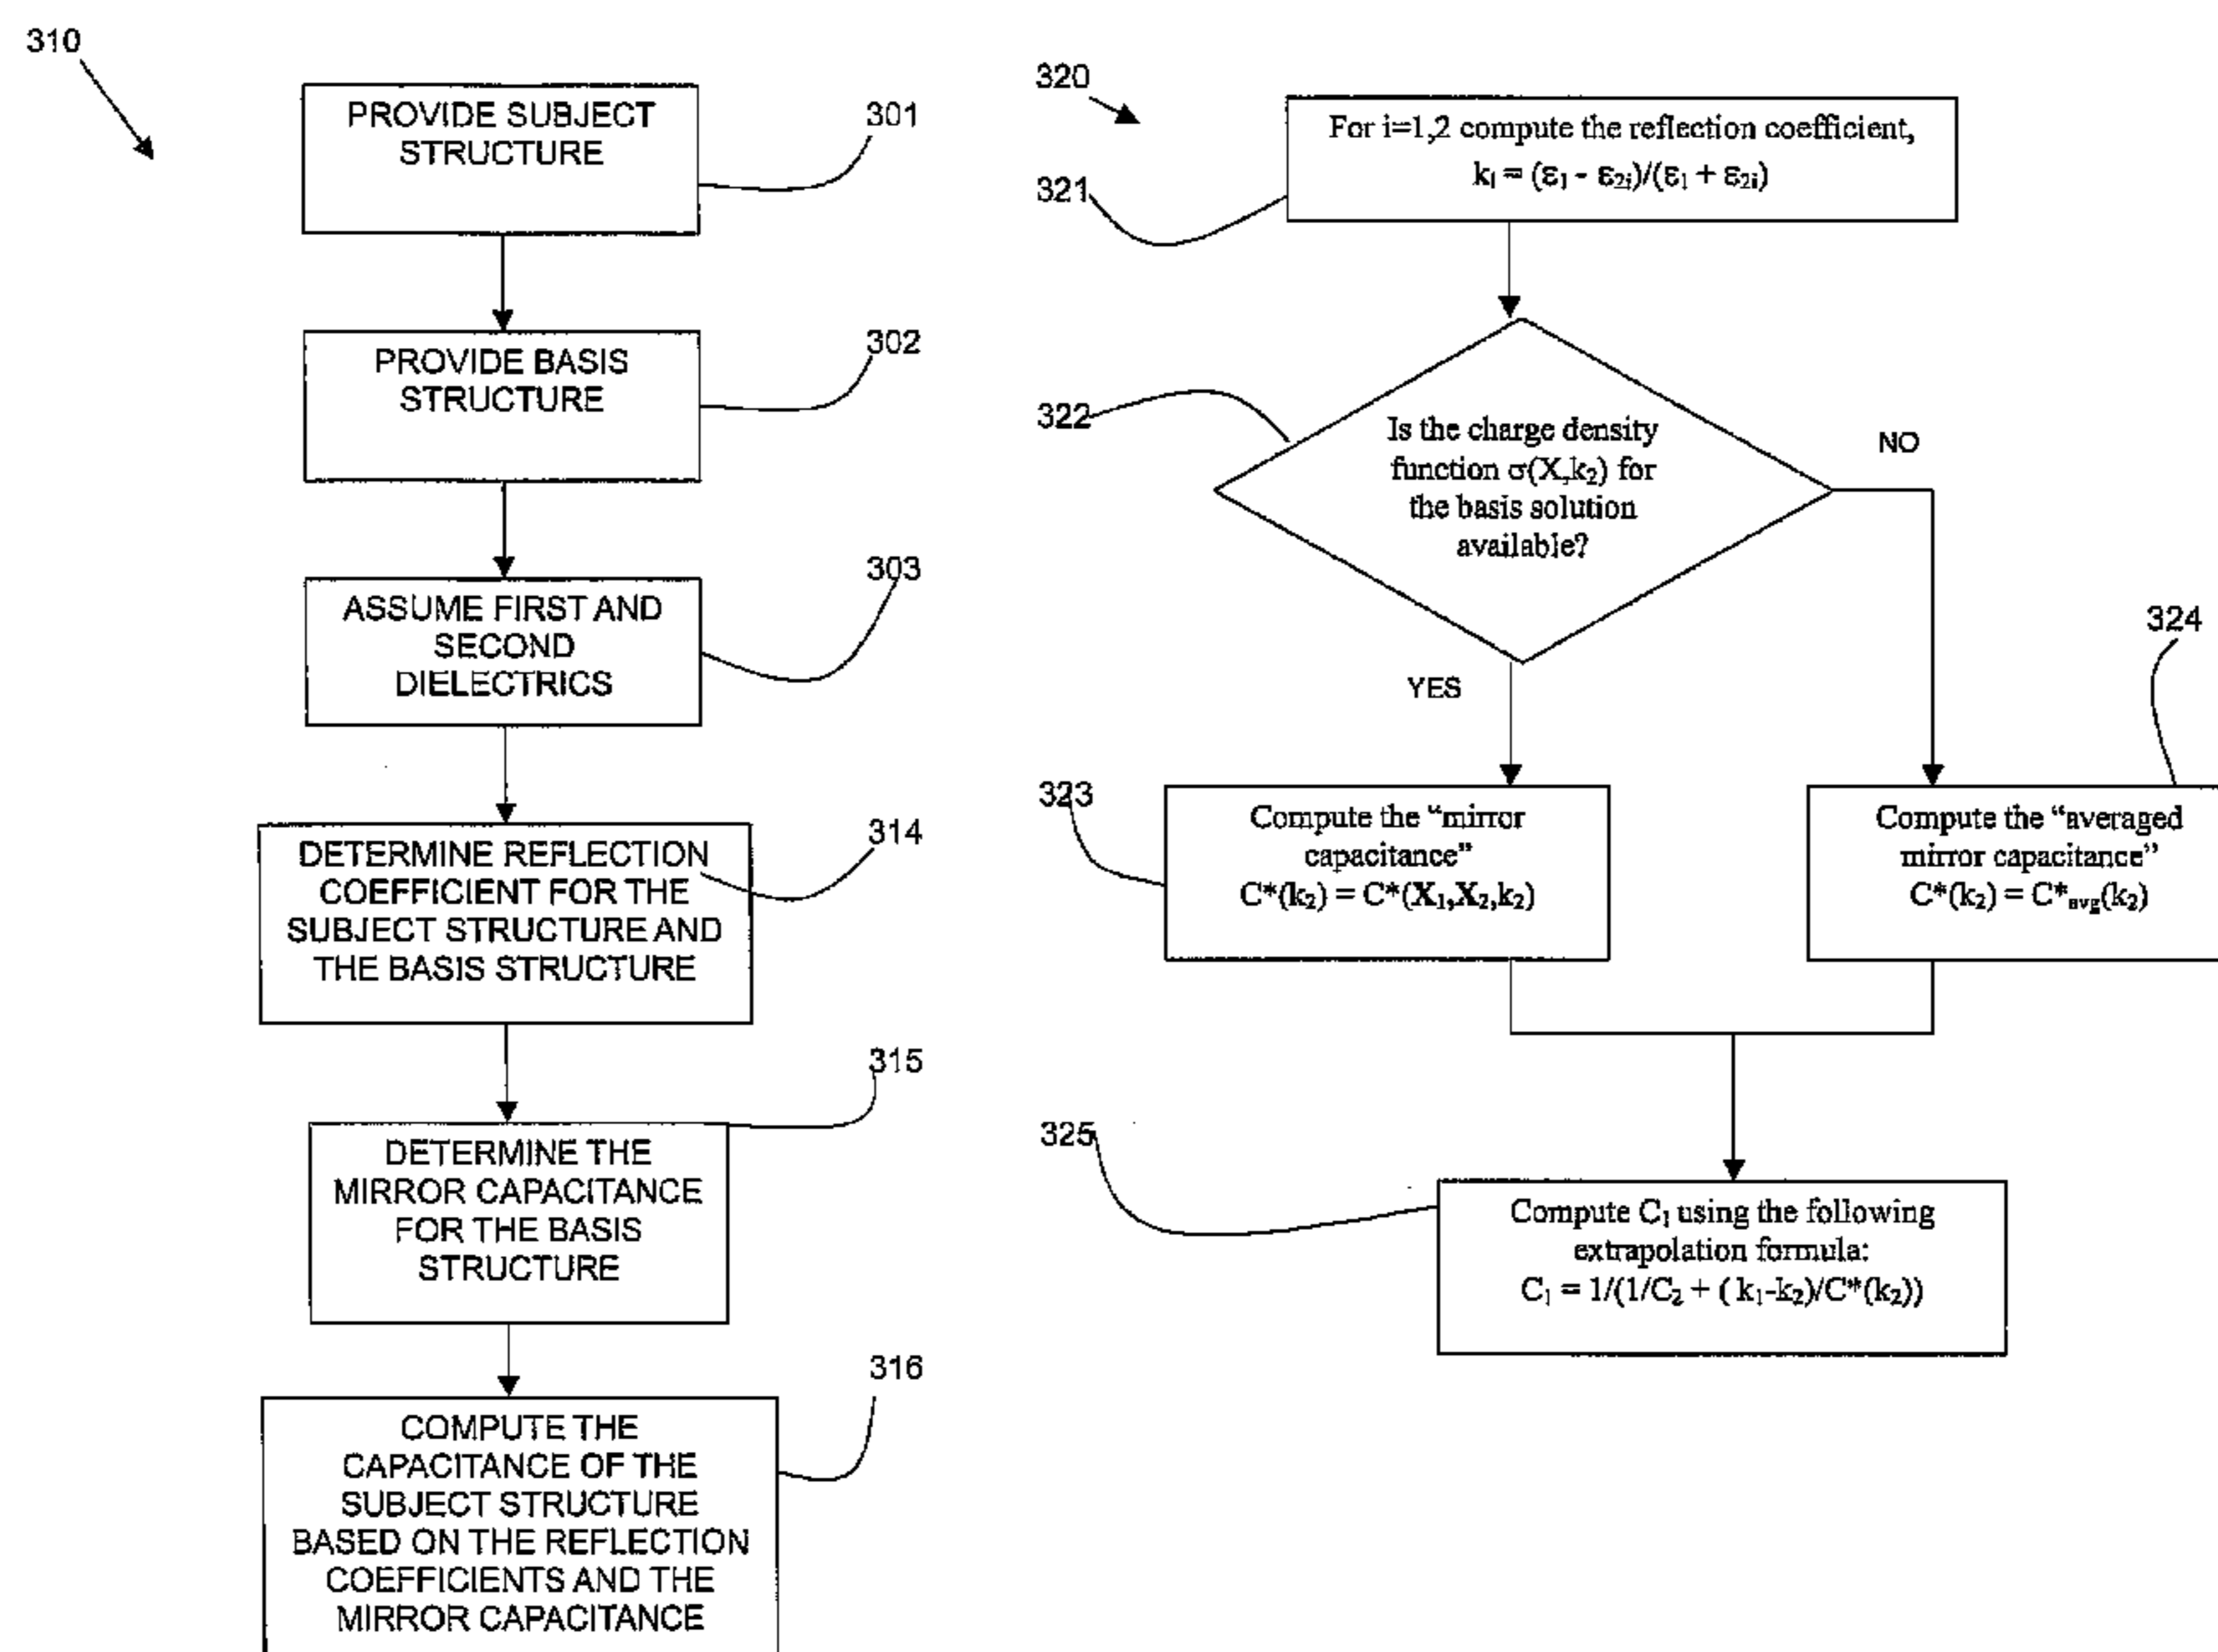 310
PROVIDE SUBJECT
STRUCTURE
301
PROVIDE BASIS
STRUCTURE
302
ASSUME FIRST AND
SECOND
DIELECTRICS
303
DETERMINE REFLECTION
COEFFICIENT FOR THE
SUBJECT STRUCTURE AND
THE BASIS STRUCTURE
314
DETERMINE THE
MIRROR CAPACITANCE
FOR THE BASIS
STRUCTURE
315
COMPUTE THE
CAPACITANCE OF THE
SUBJECT STRUCTURE
BASED ON THE REFLECTION
COEFFICIENTS AND THE
MIRROR CAPACITANCE
316
320
For i=1,2 compute the reflection coefficient,
kᵢ = (ε₁ - ε₂ᵢ)/(ε₁ + ε₂ᵢ)
321
322
Is the charge density
function σ(X,k₂) for
the basis solution
available?
NO
YES
323
Compute the “mirror
capacitance”
C*(k₂) = C*(X₁,X₂,k₂)
324
Compute the “averaged
mirror capacitance”
C*(k₂) = C*avg(k₂)
325
Compute C₁ using the following
extrapolation formula:
C₁ = 1/(1/C₂ + ( k₁-k₂)/C*(k₂))